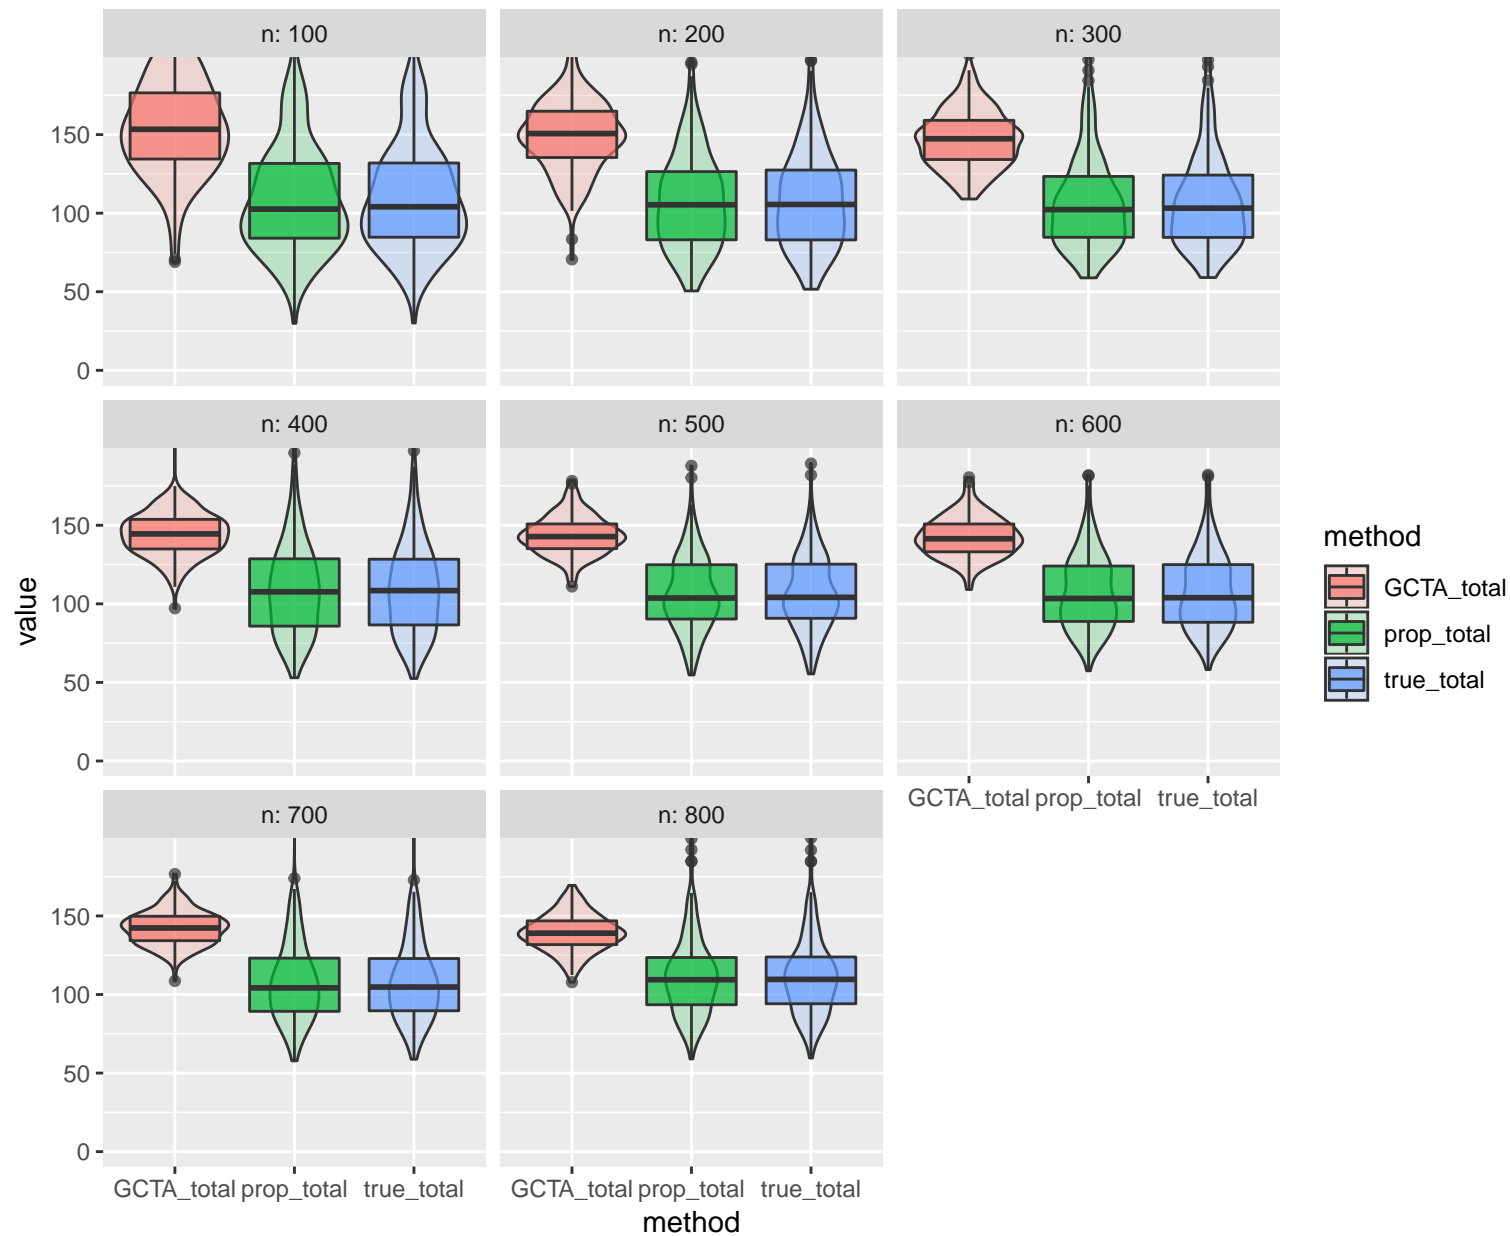 n: 100
n: 200
n: 300
150
100
50
0
n: 400
n: 500
n: 600
150
100
50
0
GCTA_total prop_total true_total
n: 700
n: 800
150
100
50
0
GCTA_total prop_total true_total
GCTA_total prop_total true_total
method
value
method
GCTA_total
prop_total
true_total